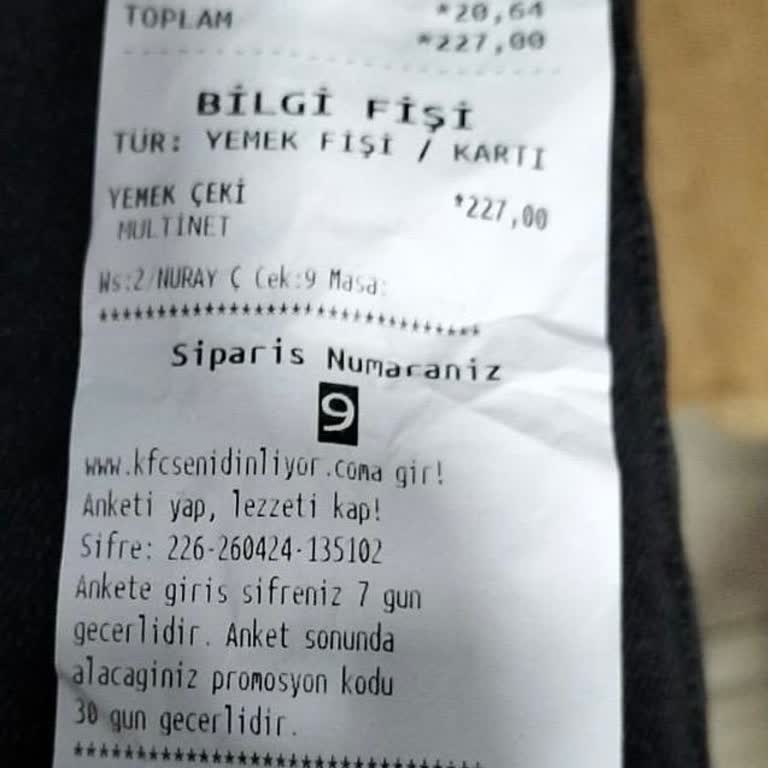 *20,64
TOPLAM *227,00
BİLGİ FİŞİ
TÜR: YEMEK FİŞİ / KARTI
YEMEK ÇEKİ *227,00
MULTİNET
Ws:2/NURAY Ç Cek:9 Masa:
*********************************
Siparis Numaraniz
9
www.kfcsenidinliyor.coma gir!
Anketi yap, lezzeti kap!
Sifre: 226-260424-135102
Ankete giris sifreniz 7 gun
gecerlidir. Anket sonunda
alacaginiz promosyon kodu
30 gun gecerlidir.
*********************************